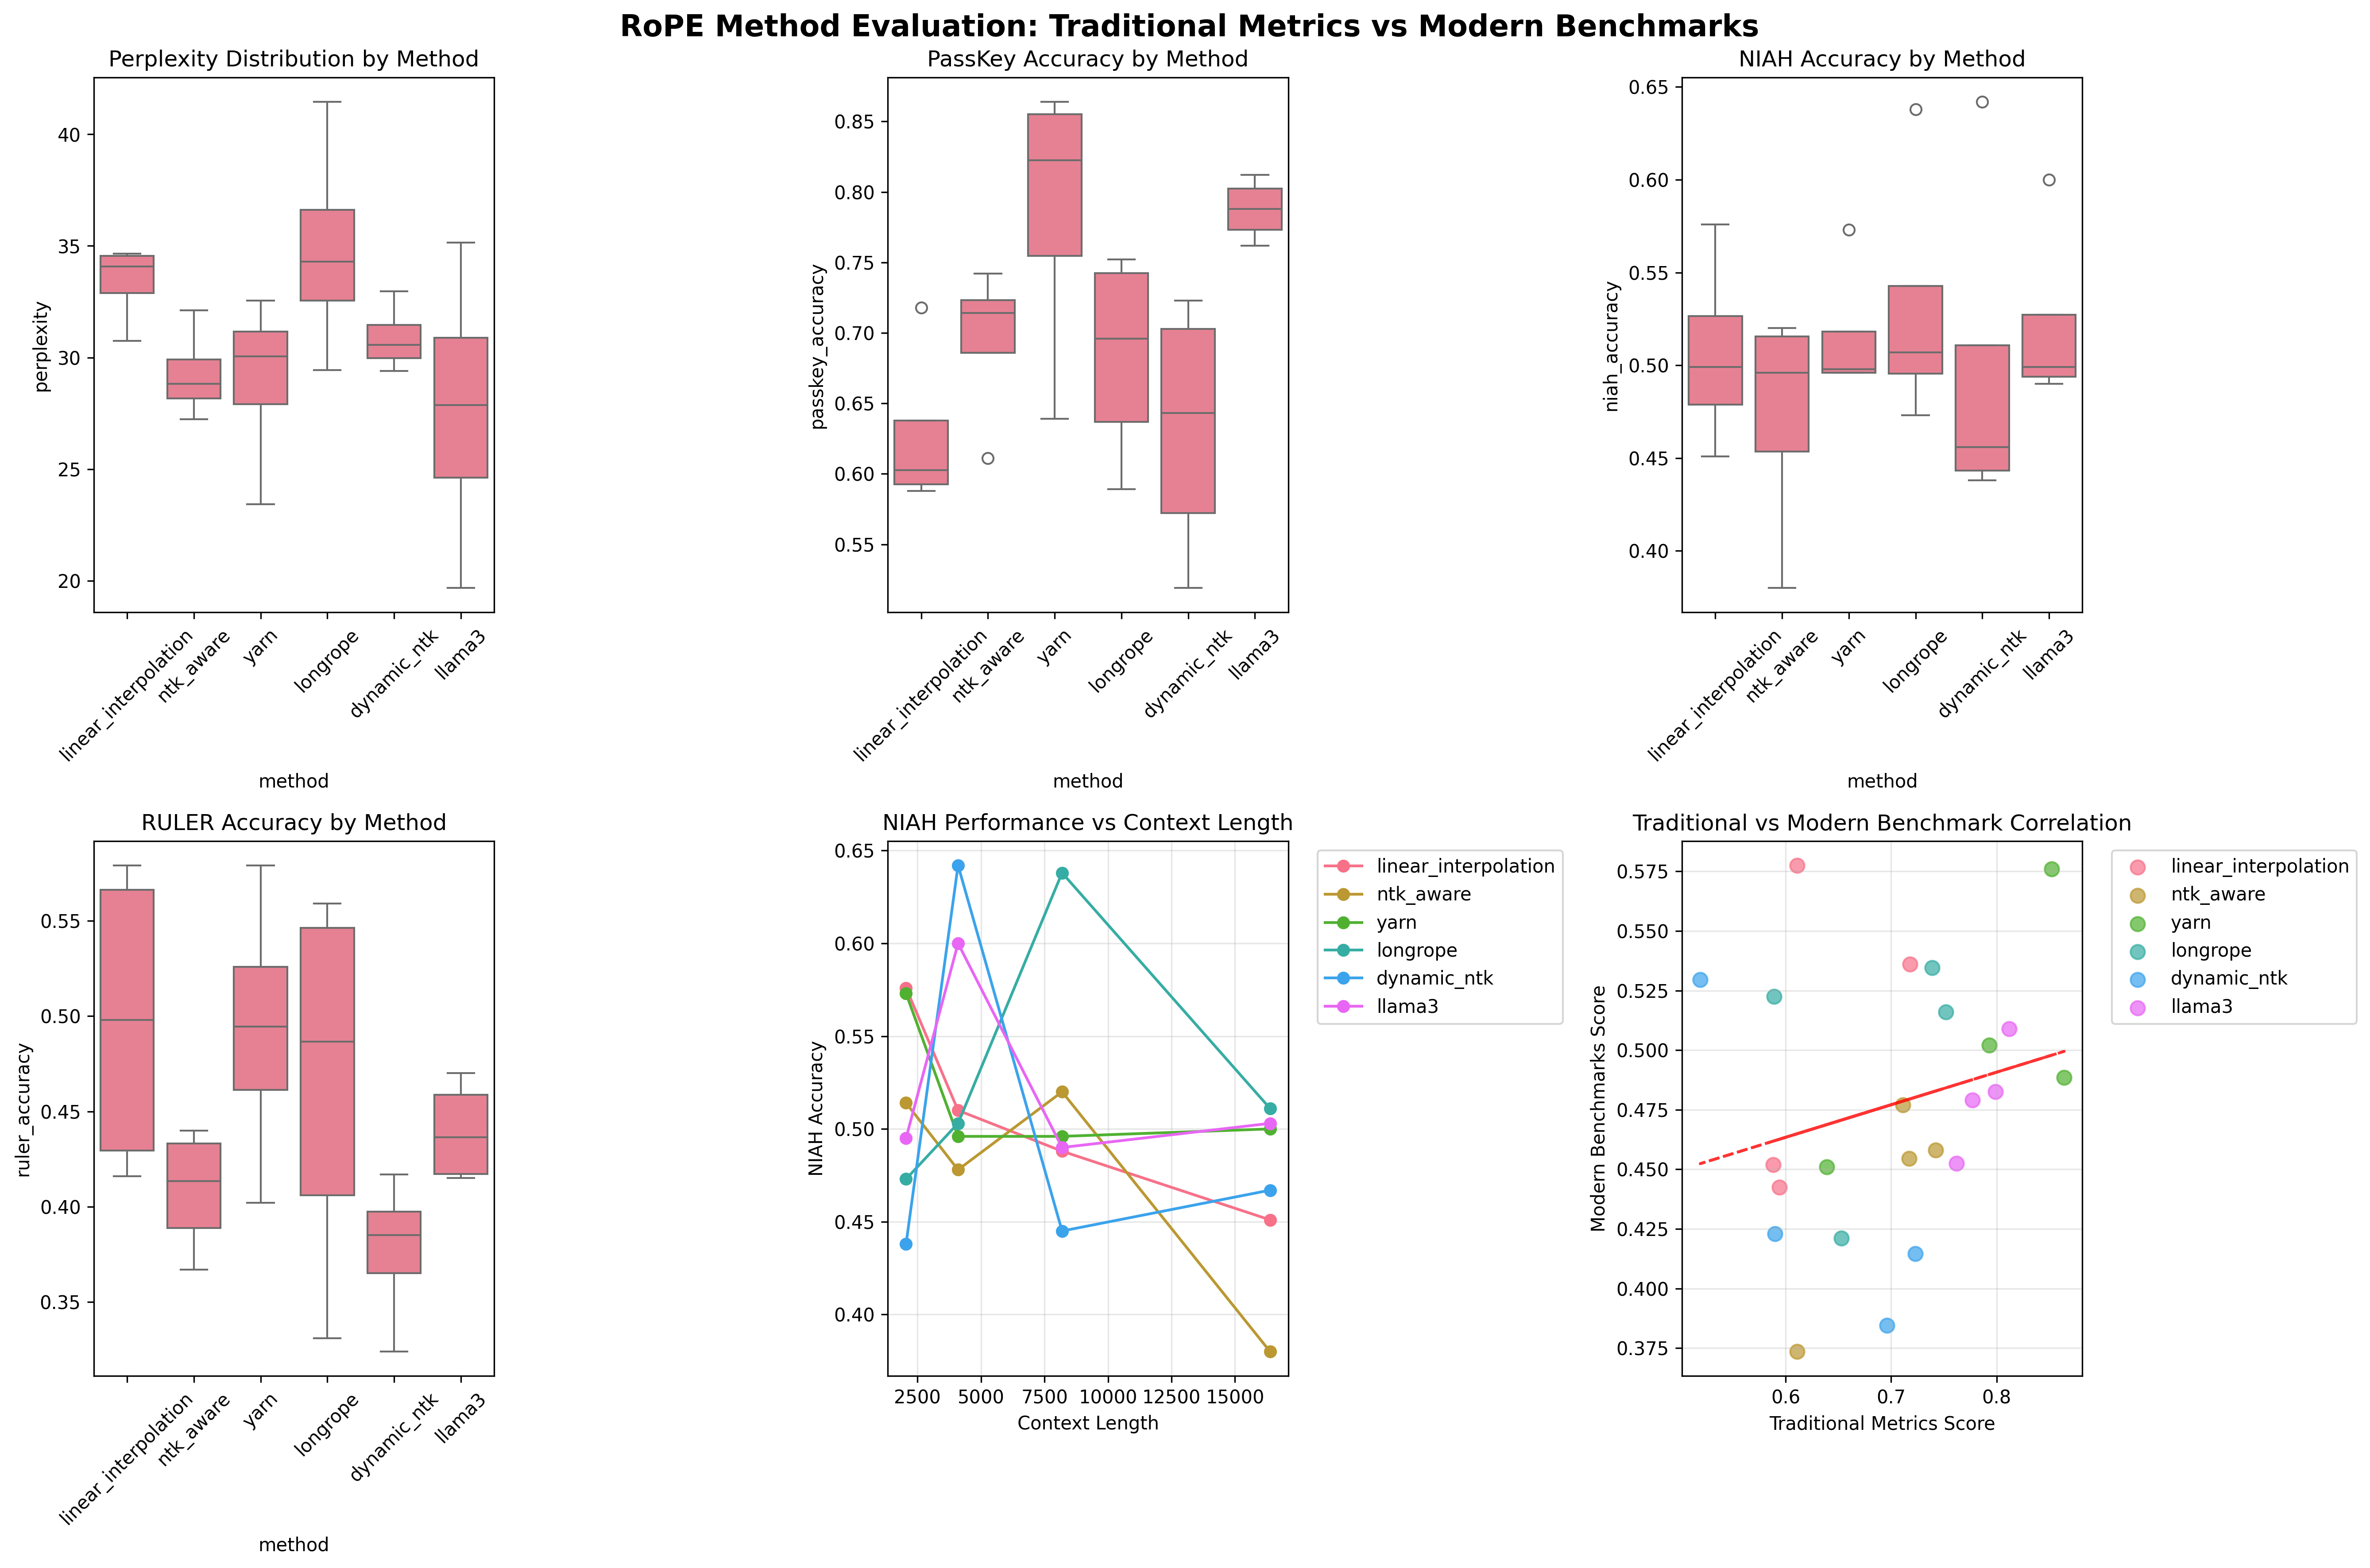 RoPE Method Evaluation: Traditional Metrics vs Modern Benchmarks
Perplexity Distribution by Method
perplexity
40
35
30
25
20
linear_interpolation
ntk_aware
yarn
longrope
dynamic_ntk
llama3
method
PassKey Accuracy by Method
passkey_accuracy
0.85
0.80
0.75
0.70
0.65
0.60
0.55
linear_interpolation
ntk_aware
yarn
longrope
dynamic_ntk
llama3
method
NIAH Accuracy by Method
niah_accuracy
0.65
0.60
0.55
0.50
0.45
0.40
linear_interpolation
ntk_aware
yarn
longrope
dynamic_ntk
llama3
method
RULER Accuracy by Method
ruler_accuracy
0.55
0.50
0.45
0.40
0.35
linear_interpolation
ntk_aware
yarn
longrope
dynamic_ntk
llama3
method
NIAH Performance vs Context Length
NIAH Accuracy
0.65
0.60
0.55
0.50
0.45
0.40
2500 5000 7500 10000 12500 15000
Context Length
linear_interpolation
ntk_aware
yarn
longrope
dynamic_ntk
llama3
Traditional vs Modern Benchmark Correlation
Modern Benchmarks Score
0.575
0.550
0.525
0.500
0.475
0.450
0.425
0.400
0.375
0.6 0.7 0.8
Traditional Metrics Score
linear_interpolation
ntk_aware
yarn
longrope
dynamic_ntk
llama3